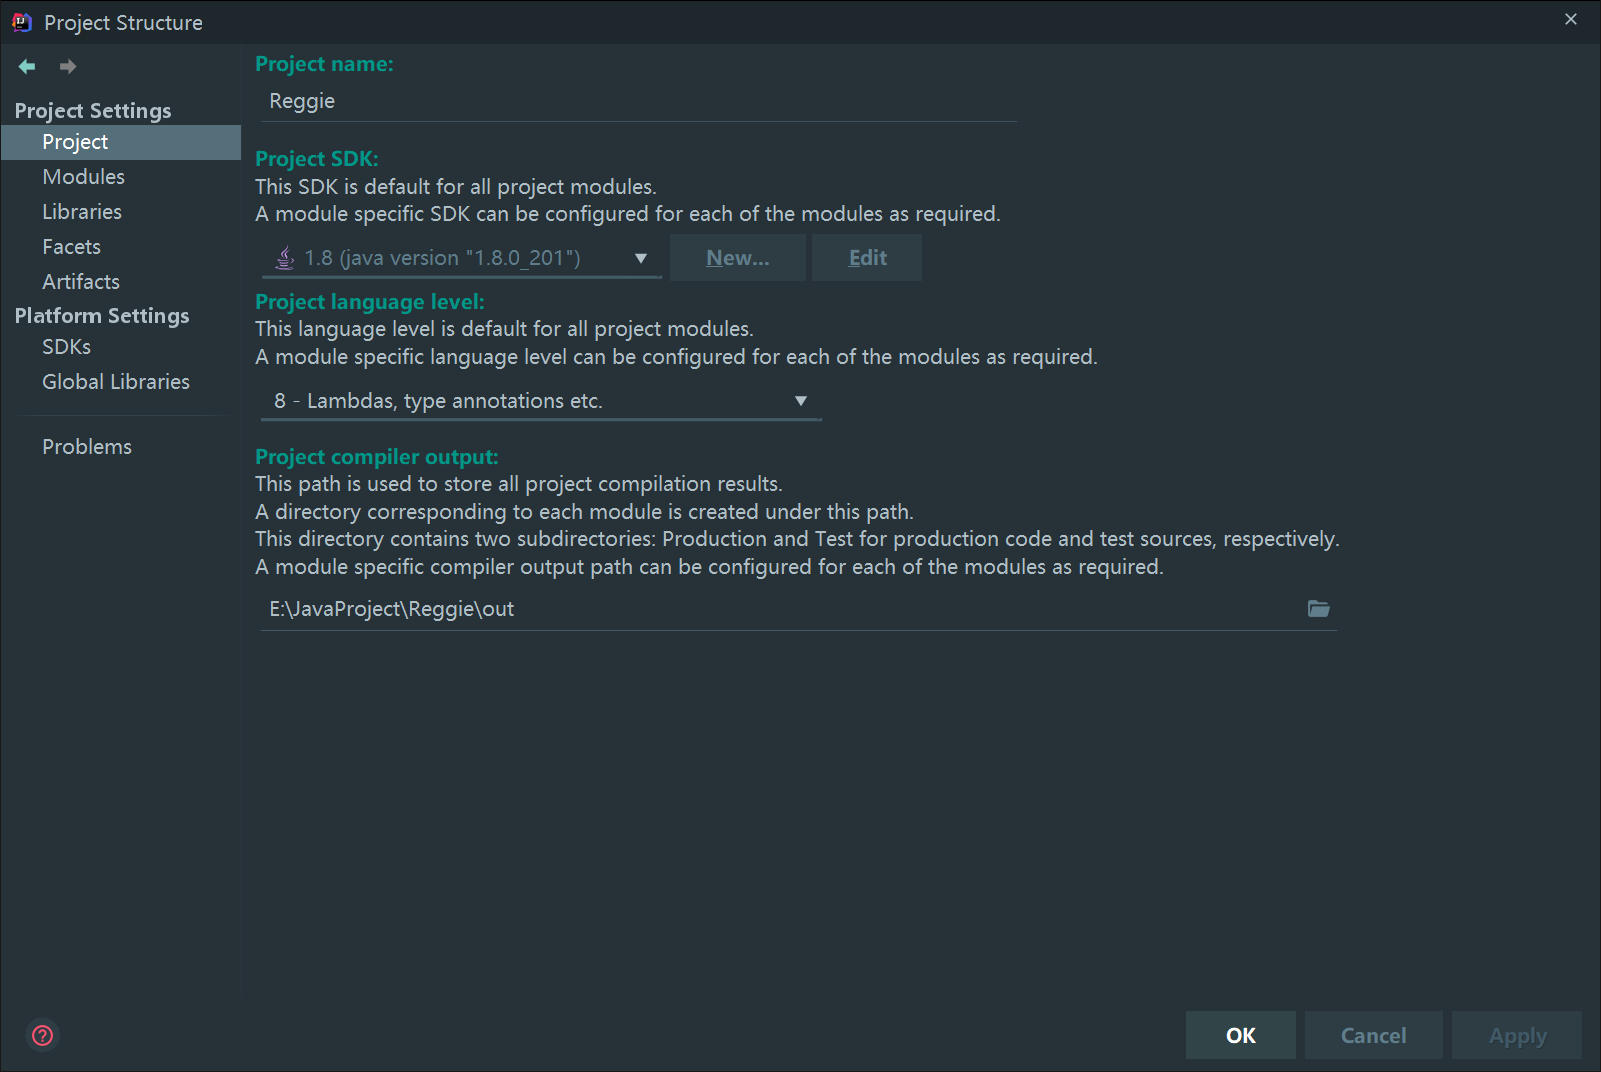 Project Structure
Project Settings
Project
Modules
Libraries
Facets
Artifacts
Platform Settings
SDKs
Global Libraries
Problems
Project name:
Reggie
Project SDK:
This SDK is default for all project modules.
A module specific SDK can be configured for each of the modules as required.
1.8 (java version "1.8.0_201")
New...
Edit
Project language level:
This language level is default for all project modules.
A module specific language level can be configured for each of the modules as required.
8 - Lambdas, type annotations etc.
Project compiler output:
This path is used to store all project compilation results.
A directory corresponding to each module is created under this path.
This directory contains two subdirectories: Production and Test for production code and test sources, respectively.
A module specific compiler output path can be configured for each of the modules as required.
E:\JavaProject\Reggie\out
OK
Cancel
Apply